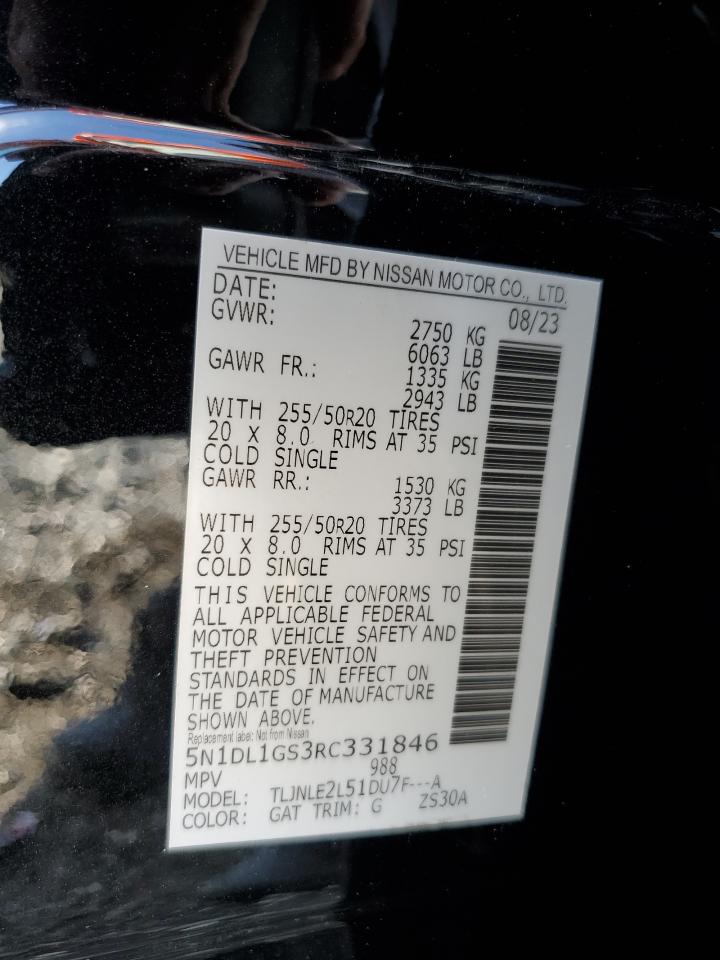 VEHICLE MFD BY NISSAN MOTOR CO., LTD.
DATE: 08/23
GVWR: 2750 KG
6063 LB
GAWR FR.: 1335 KG
2943 LB
WITH 255/50R20 TIRES
20 X 8.0 RIMS AT 35 PSI
COLD SINGLE
GAWR RR.: 1530 KG
3373 LB
WITH 255/50R20 TIRES
20 X 8.0 RIMS AT 35 PSI
COLD SINGLE
THIS VEHICLE CONFORMS TO
ALL APPLICABLE FEDERAL
MOTOR VEHICLE SAFETY AND
THEFT PREVENTION
STANDARDS IN EFFECT ON
THE DATE OF MANUFACTURE
SHOWN ABOVE.
Replacement label: Not from Nissan
5N1DL1GS3RC331846
MPV 988
MODEL: TLJNLE2L51DU7F---A
COLOR: GAT TRIM: G ZS30A